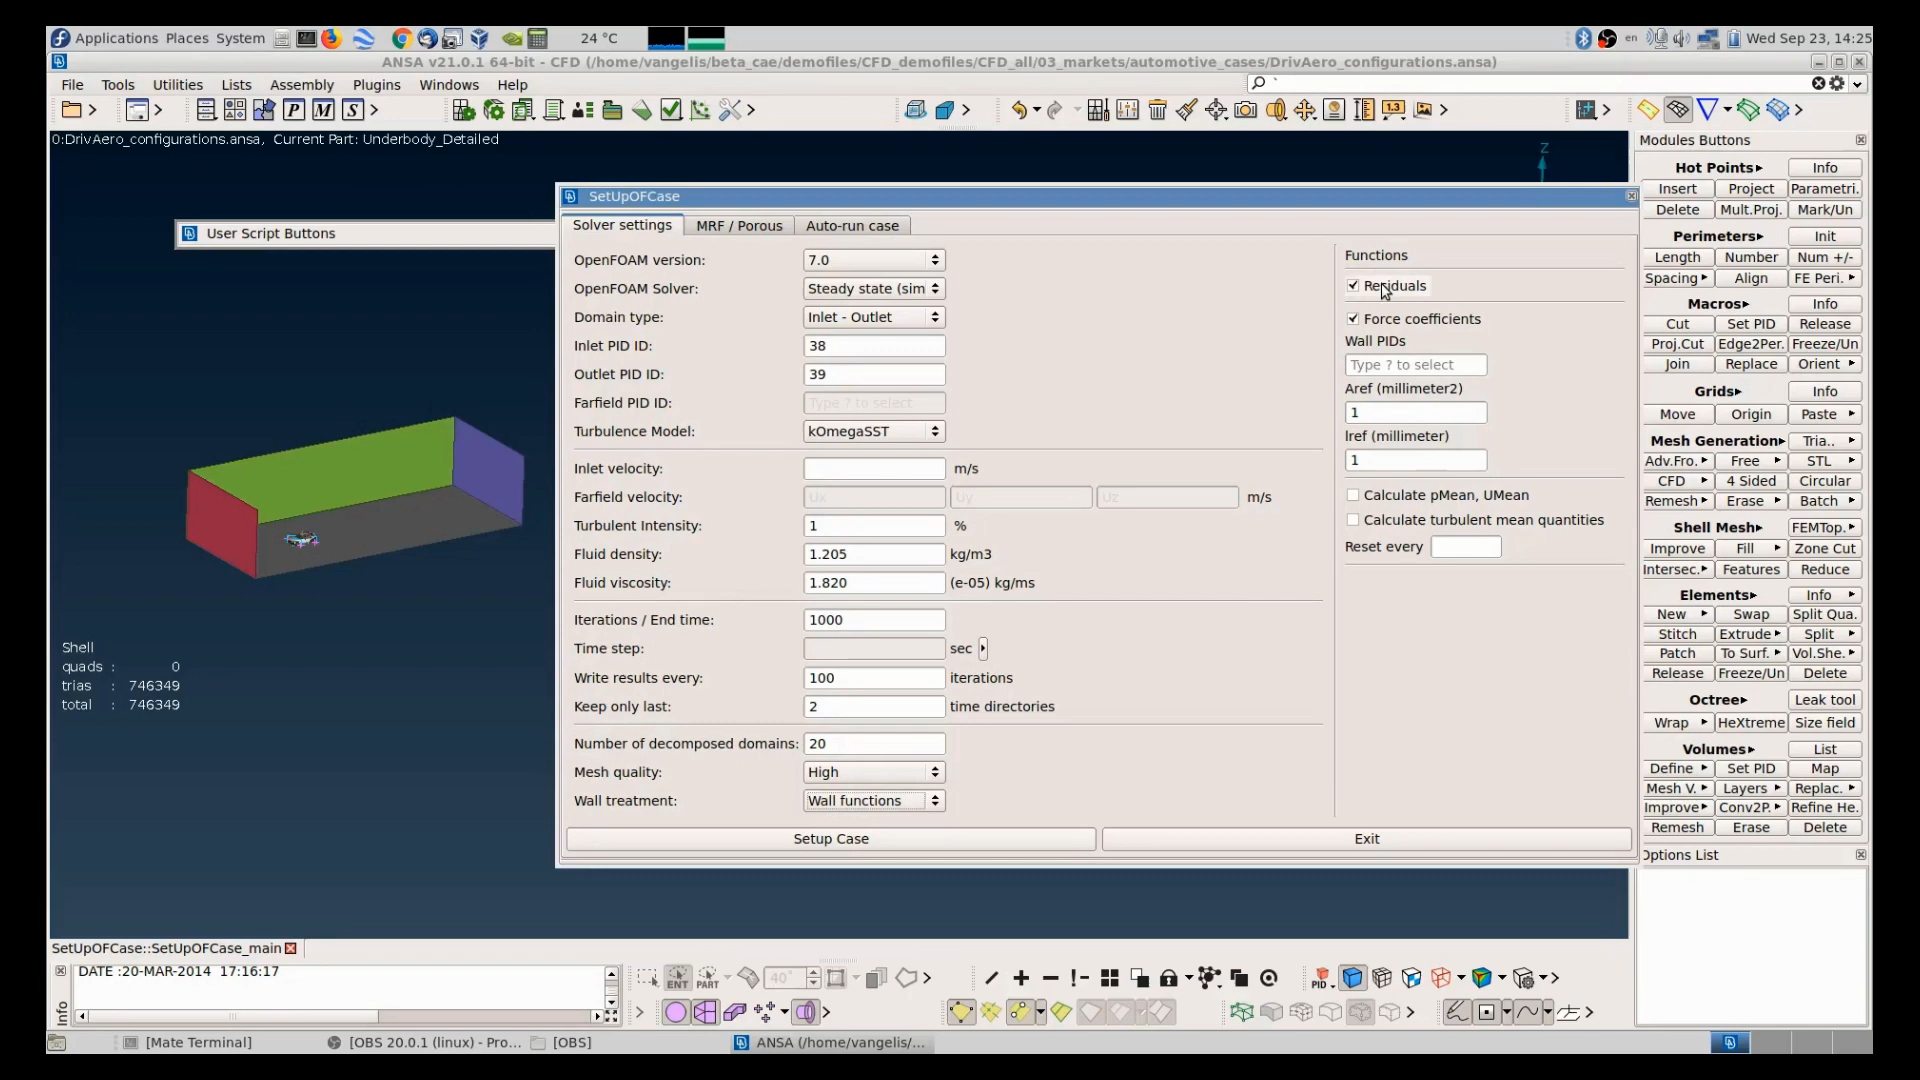 Applications Places System 24 °C en Wed Sep 23, 14:25
ANSA v21.0.1 64-bit - CFD (/home/vangelis/beta_cae/demofiles/CFD_demofiles/CFD_all/03_markets/automotive_cases/DrivAero_configurations.ansa)
File Tools Utilities Lists Assembly Plugins Windows Help
P M S 1.3
0:DrivAero_configurations.ansa, Current Part: Underbody_Detailed
Z
User Script Buttons
SetUpOFCase
Solver settings MRF / Porous Auto-run case
OpenFOAM version: 7.0
OpenFOAM Solver: Steady state (sim
Domain type: Inlet - Outlet
Inlet PID ID: 38
Outlet PID ID: 39
Farfield PID ID: Type ? to select
Turbulence Model: kOmegaSST
Inlet velocity: m/s
Farfield velocity: Ux Uy Uz m/s
Turbulent Intensity: 1 %
Fluid density: 1.205 kg/m3
Fluid viscosity: 1.820 (e-05) kg/ms
Iterations / End time: 1000
Time step: sec
Write results every: 100 iterations
Keep only last: 2 time directories
Number of decomposed domains: 20
Mesh quality: High
Wall treatment: Wall functions
Setup Case Exit
Functions
Residuals
Force coefficients
Wall PIDs
Type ? to select
Aref (millimeter2)
1
lref (millimeter)
1
Calculate pMean, UMean
Calculate turbulent mean quantities
Reset every
Shell
quads : 0
trias : 746349
total : 746349
Modules Buttons
Hot Points Info
Insert Project Parametri.
Delete Mult.Proj. Mark/Un
Perimeters Init
Length Number Num +/-
Spacing Align FE Peri.
Macros Info
Cut Set PID Release
Proj.Cut Edge2Per. Freeze/Un
Join Replace Orient
Grids Info
Move Origin Paste
Mesh Generation Tria..
Adv.Fro. Free STL
CFD 4 Sided Circular
Remesh Erase Batch
Shell Mesh FEMTop.
Improve Fill Zone Cut
Intersec. Features Reduce
Elements Info
New Swap Split Qua.
Stitch Extrude Split
Patch To Surf. Vol.She.
Release Freeze/Un Delete
Octree Leak tool
Wrap HeXtreme Size field
Volumes List
Define Set PID Map
Mesh V. Layers Replac.
Improve Conv2P. Refine He.
Remesh Erase Delete
Options List
SetUpOFCase::SetUpOFCase_main
DATE :20-MAR-2014 17:16:17
Info
ENT PART 40° PID
[Mate Terminal] [OBS 20.0.1 (linux) - Pro... [OBS] ANSA (/home/vangelis/...